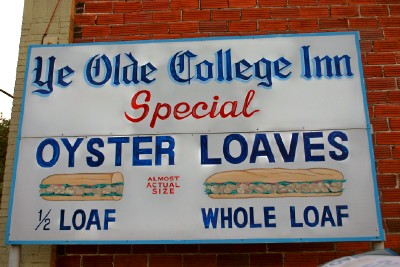 Ye Olde College Inn
Special
OYSTER LOAVES
ALMOST
ACTUAL
SIZE
1/2 LOAF
WHOLE LOAF